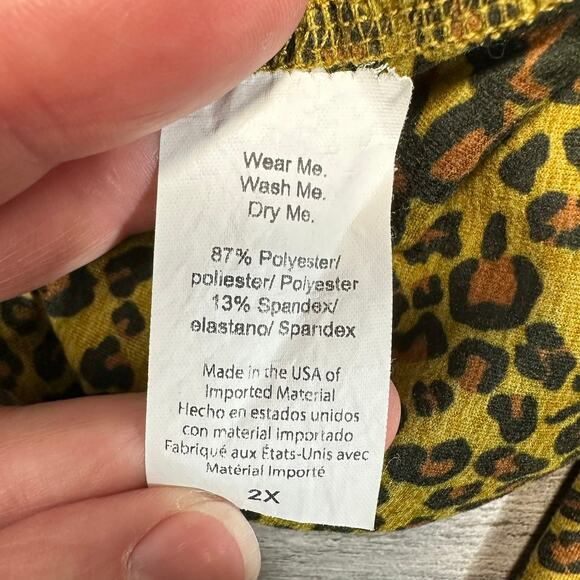 Wear Me.
Wash Me.
Dry Me.
87% Polyester/
poliester/ Polyester
13% Spandex/
elastano/ Spandex
Made in the USA of
Imported Material
Hecho en estados unidos
con material importado
Fabriqué aux États-Unis avec
Matérial Importé
2X